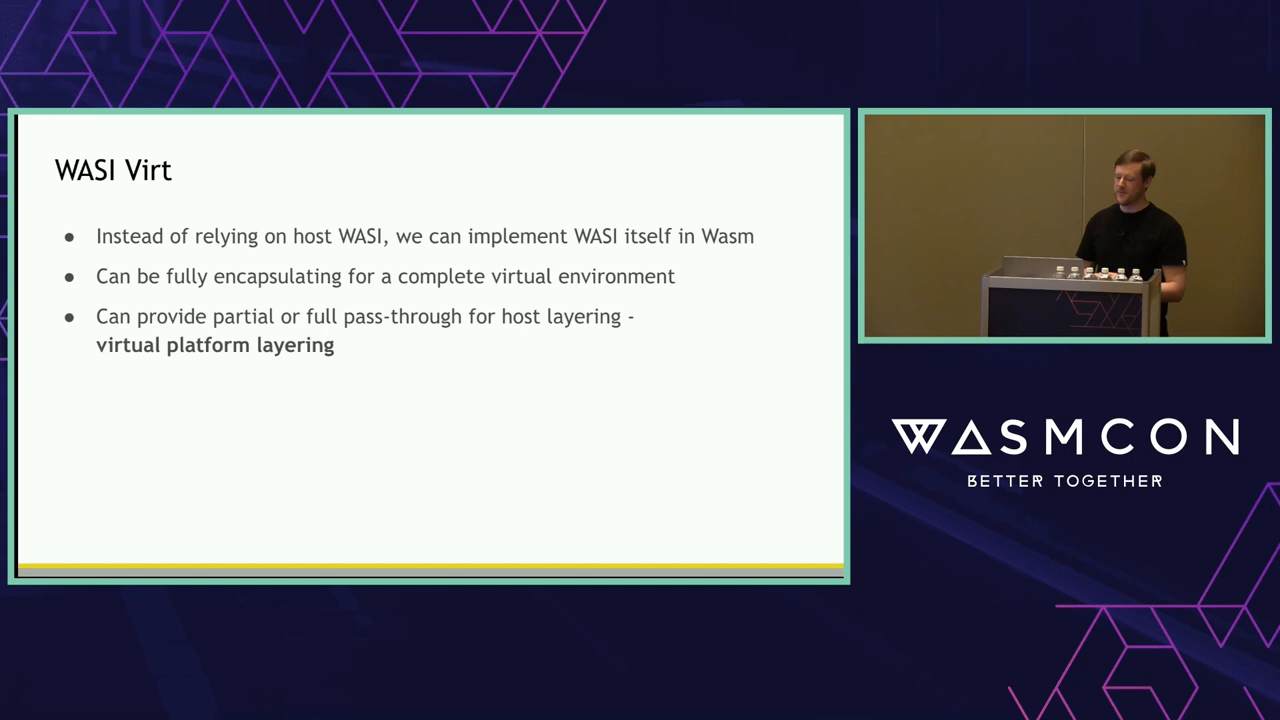 WASI Virt
● Instead of relying on host WASI, we can implement WASI itself in Wasm
● Can be fully encapsulating for a complete virtual environment
● Can provide partial or full pass-through for host layering -
virtual platform layering
WASMCON
BETTER TOGETHER